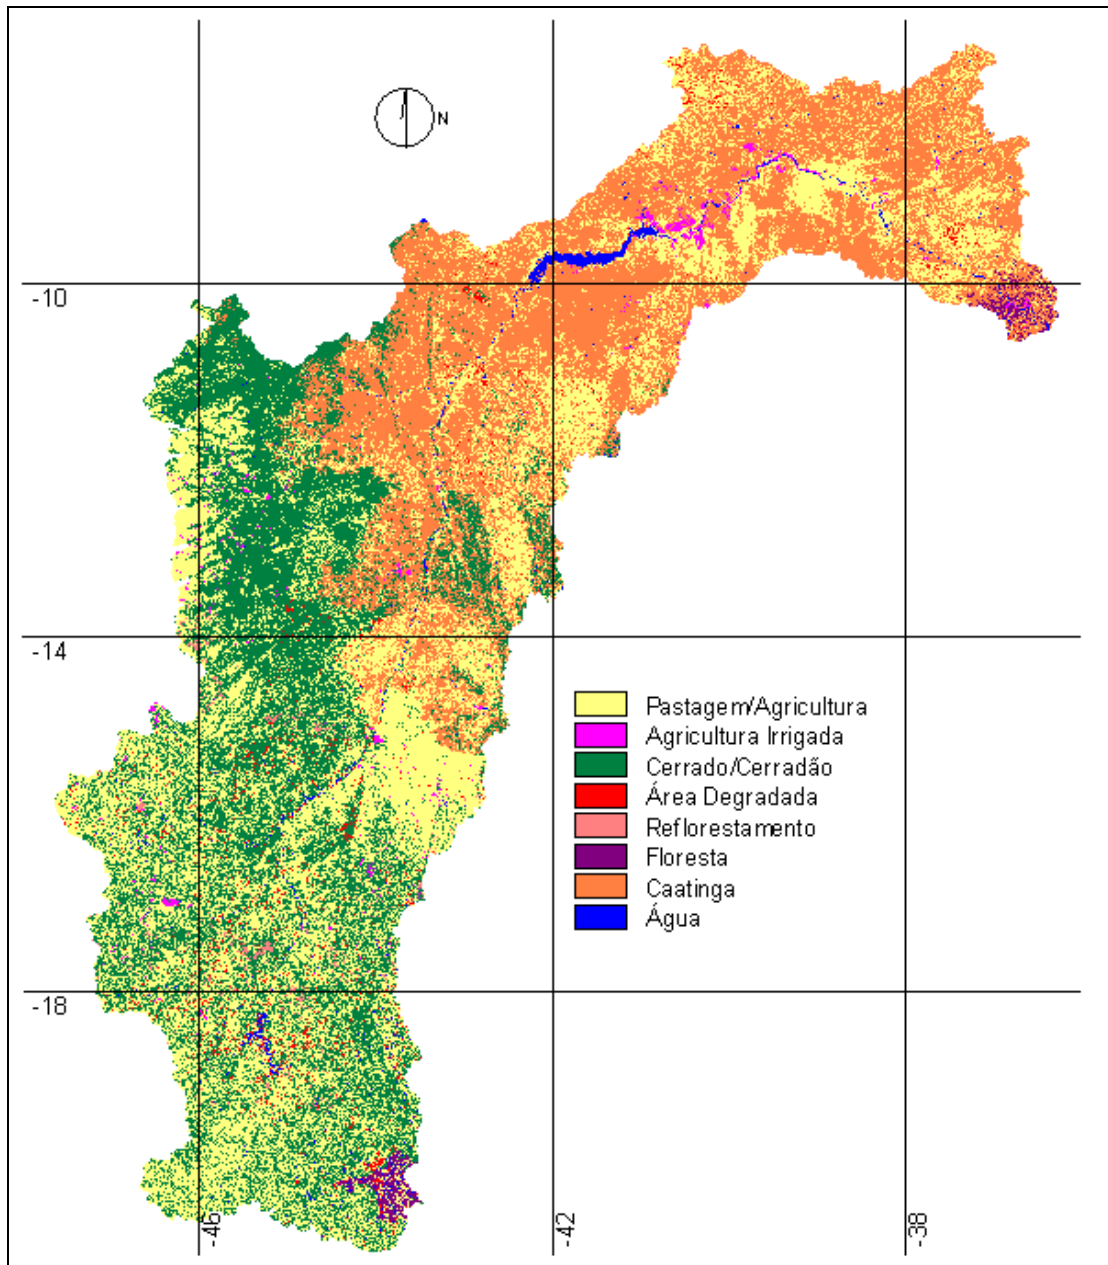 N
-10
-14
Pastagem/Agricultura
Agricultura Irrigada
Cerrado/Cerradão
Área Degradada
Reflorestamento
Floresta
Caatinga
Água
-18
-46
-42
-38